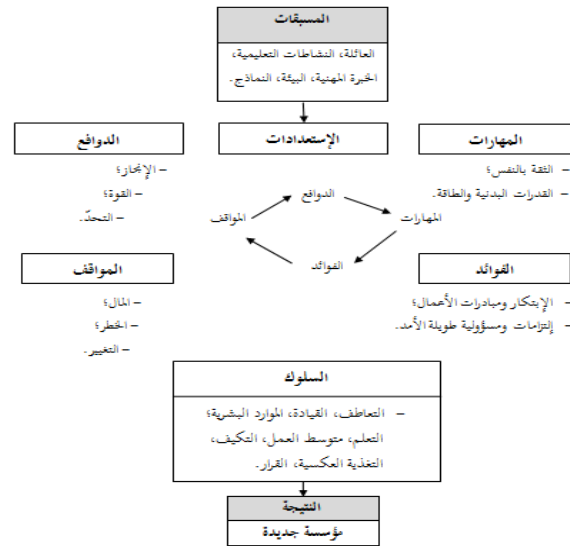 المسبقات
العائلة، النشاطات التعليمية،
الخبرة المهنية، البيئة، النماذج.
المهارات
الإستعدادات
الدوافع
– الثقة بالنفس؛
– القدرات البدنية والطاقة.
– الإنجاز؛
– القوة؛
– التحدّ.
الدوافع
المهارات
المواقف
الفوائد
الفوائد
المواقف
– الإبتكار ومبادرات الأعمال؛
– إلتزامات ومسؤولية طويلة الأمد.
– المال؛
– الخطر؛
– التغيير.
السلوك
– التعاطف، القيادة، الموارد البشرية؛
التعلم، متوسط العمل، التكيف،
التغذية العكسية، القرار.
النتيجة
مؤسسة جديدة